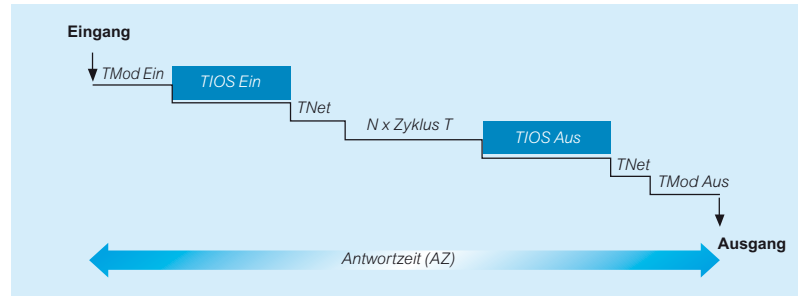 Eingang
TMod Ein
TIOS Ein
TNet
N x Zyklus T
TIOS Aus
TNet
TMod Aus
Ausgang
Antwortzeit (AZ)